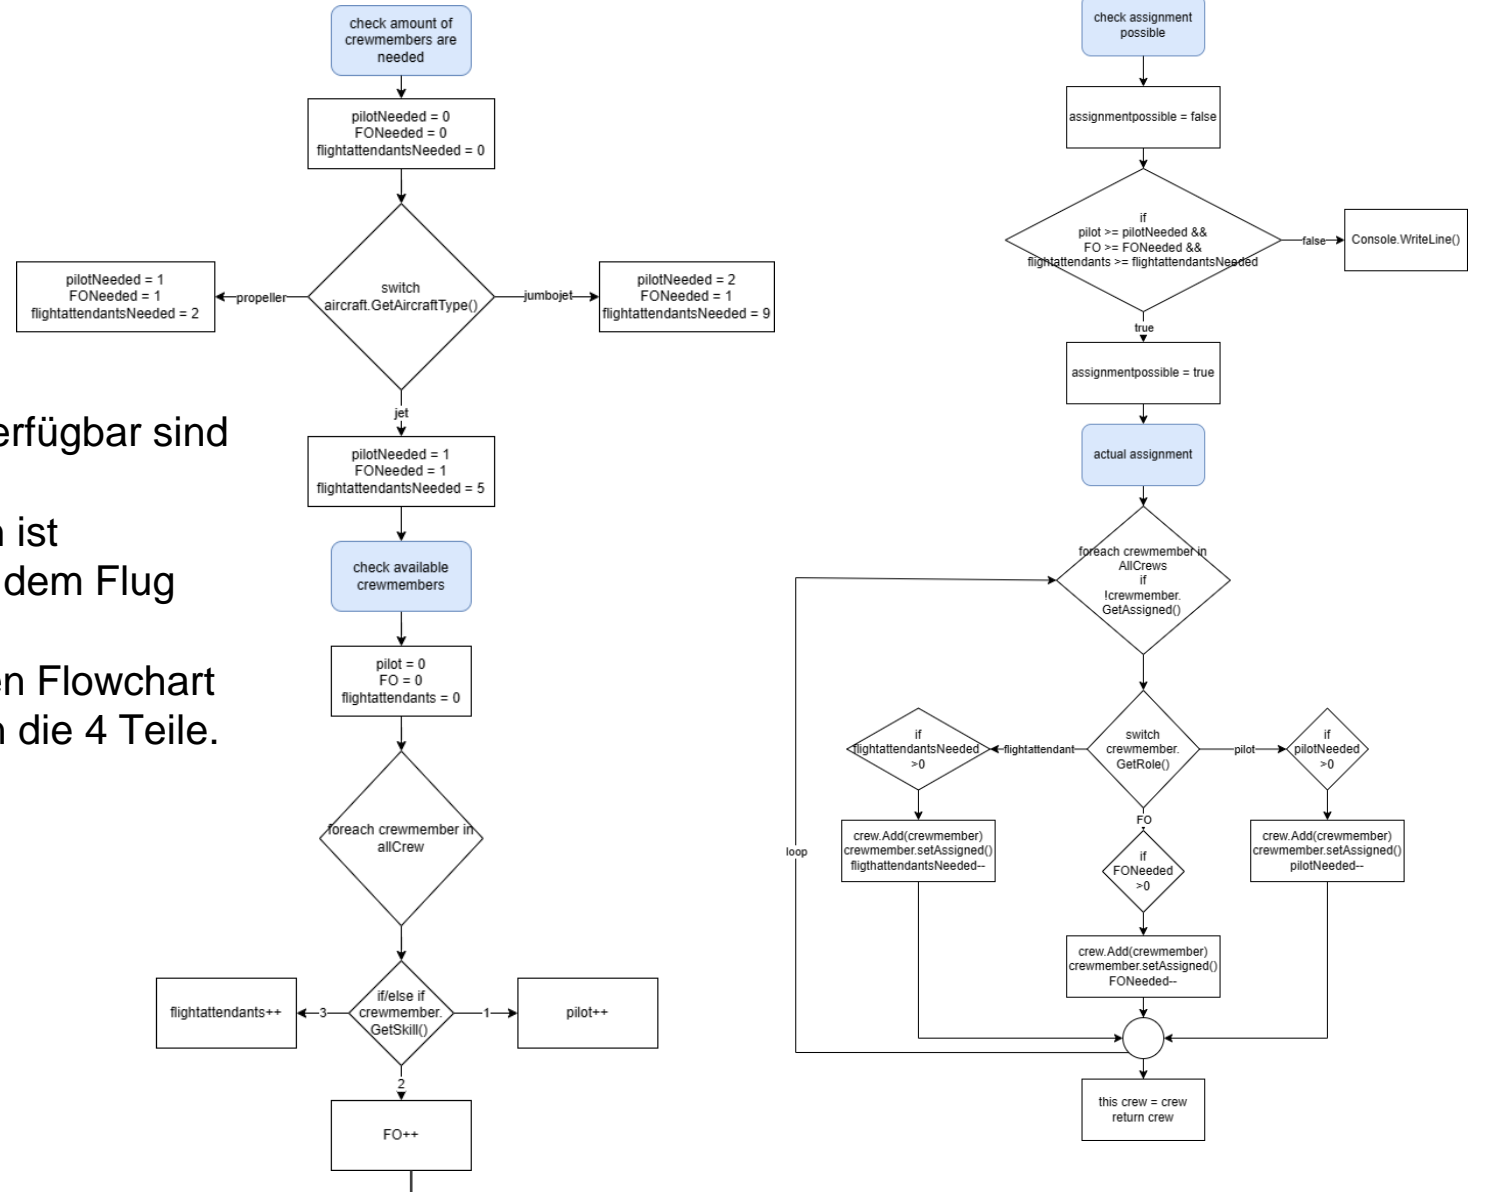 check amount of
crewmembers are
needed
pilotNeeded = 0
FONeeded = 0
flightattendantsNeeded = 0
switch
aircraft.GetAircraftType()
propeller
pilotNeeded = 1
FONeeded = 1
flightattendantsNeeded = 2
jumbojet
pilotNeeded = 2
FONeeded = 1
flightattendantsNeeded = 9
jet
pilotNeeded = 1
FONeeded = 1
flightattendantsNeeded = 5
check available
crewmembers
pilot = 0
FO = 0
flightattendants = 0
foreach crewmember in
allCrew
if/else if
crewmember.
GetSkill()
3
flightattendants++
1
pilot++
2
FO++
erfügbar sind
n ist
dem Flug
en Flowchart
n die 4 Teile.
check assignment
possible
assignmentpossible = false
if
pilot >= pilotNeeded &&
FO >= FONeeded &&
flightattendants >= flightattendantsNeeded
false
Console.WriteLine()
true
assignmentpossible = true
actual assignment
foreach crewmember in
AllCrews
if
!crewmember.
GetAssigned()
switch
crewmember.
GetRole()
flightattendant
if
flightattendantsNeeded
>0
crew.Add(crewmember)
crewmember.setAssigned()
fligthattendantsNeeded--
pilot
if
pilotNeeded
>0
crew.Add(crewmember)
crewmember.setAssigned()
pilotNeeded--
FO
if
FONeeded
>0
crew.Add(crewmember)
crewmember.setAssigned()
FONeeded--
loop
this crew = crew
return crew